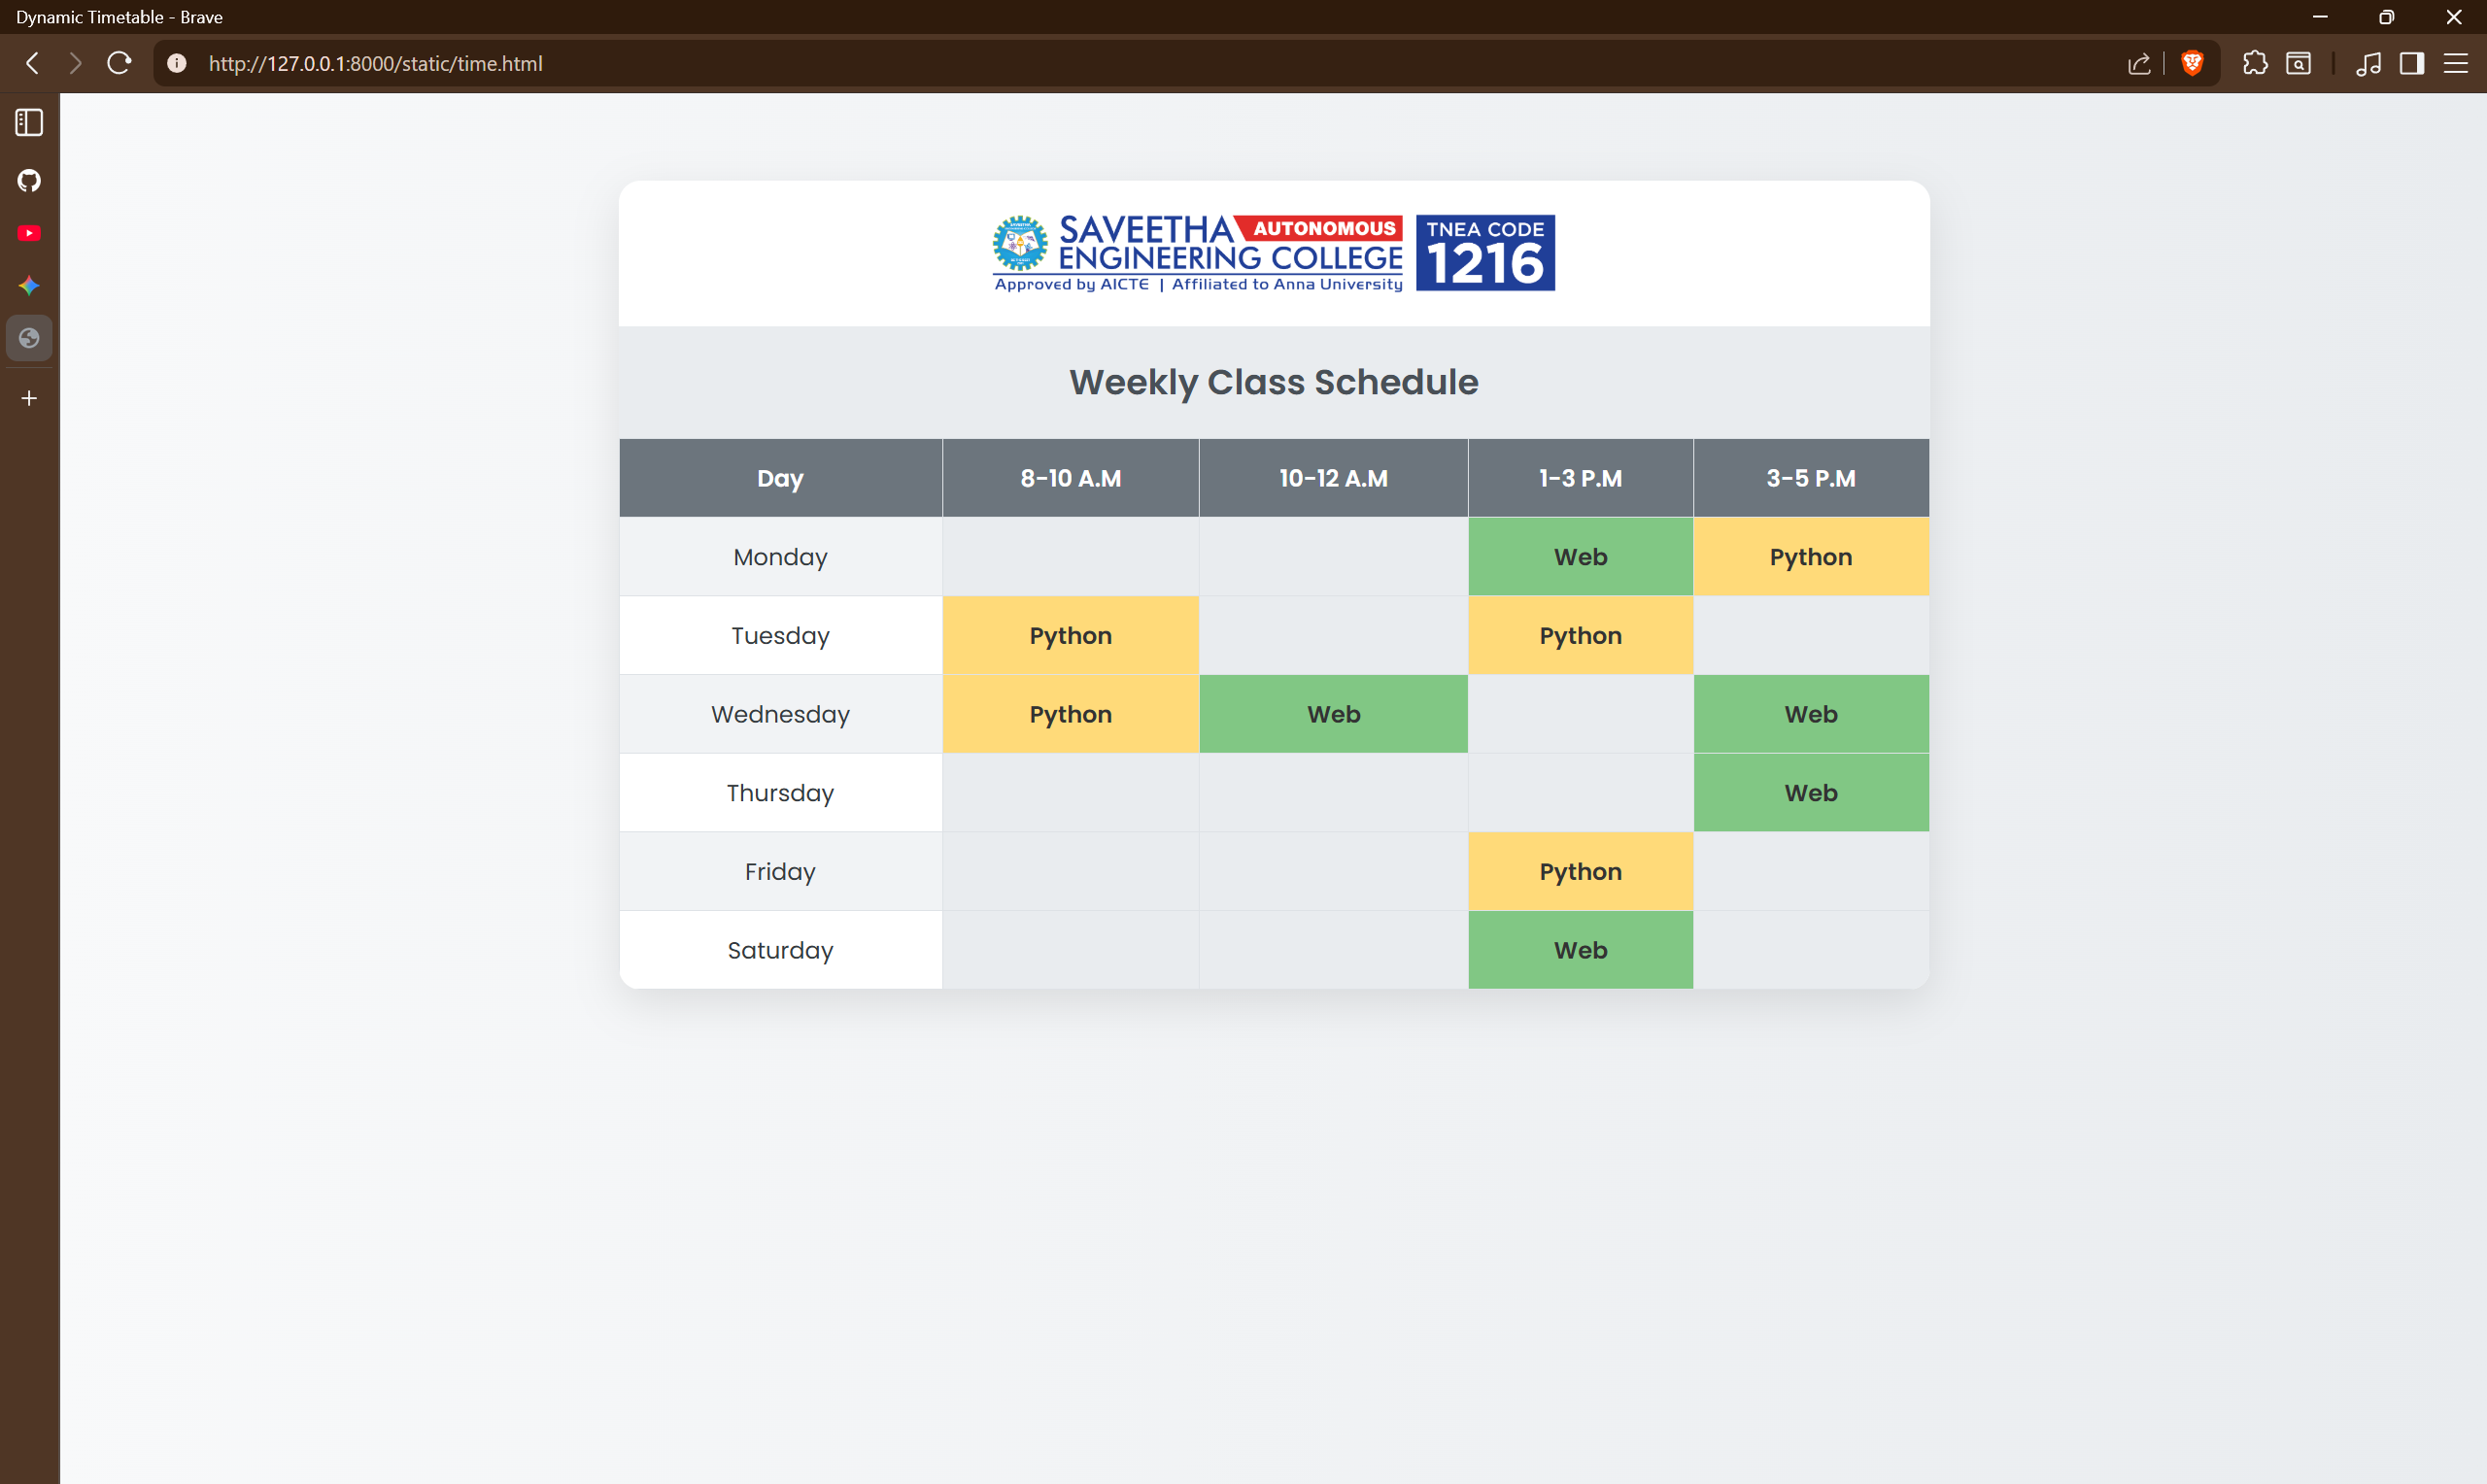 Dynamic Timetable - Brave
http://127.0.0.1:8000/static/time.html
SAVEETHA AUTONOMOUS
ENGINEERING COLLEGE
Approved by AICTE | Affiliated to Anna University
TNEA CODE
1216
Weekly Class Schedule
Day 8-10 A.M 10-12 A.M 1-3 P.M 3-5 P.M
Monday Web Python
Tuesday Python Python
Wednesday Python Web Web
Thursday Web
Friday Python
Saturday Web